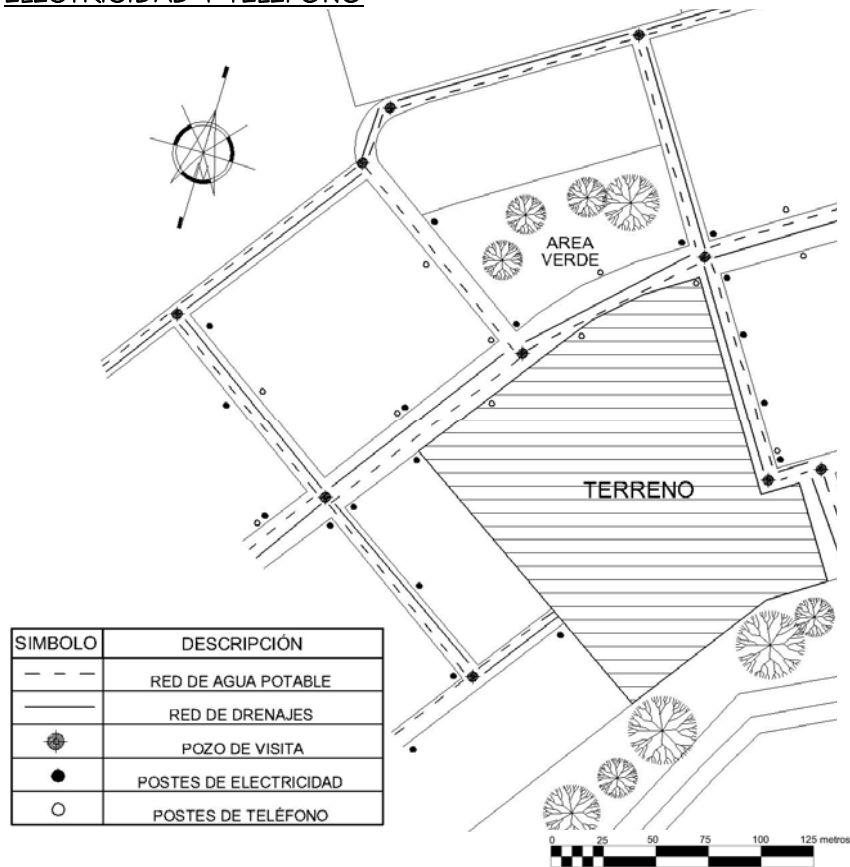 ELECTRICIDAD Y TELÉFONO
AREA
VERDE
TERRENO
SIMBOLO DESCRIPCIÓN
RED DE AGUA POTABLE
RED DE DRENAJES
POZO DE VISITA
POSTES DE ELECTRICIDAD
POSTES DE TELÉFONO
0 25 50 75 100 125 metros